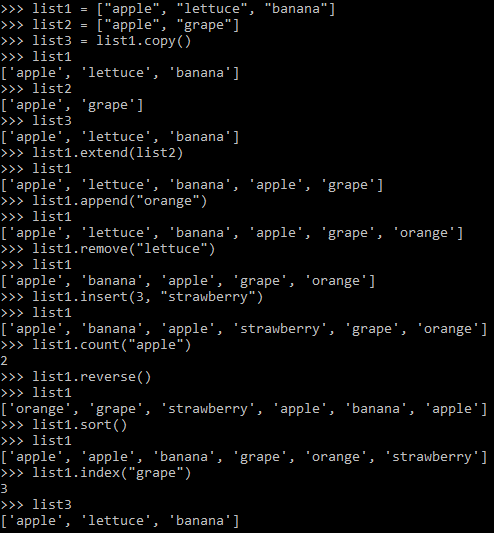 >>> list1 = ["apple", "lettuce", "banana"]
>>> list2 = ["apple", "grape"]
>>> list3 = list1.copy()
>>> list1
['apple', 'lettuce', 'banana']
>>> list2
['apple', 'grape']
>>> list3
['apple', 'lettuce', 'banana']
>>> list1.extend(list2)
>>> list1
['apple', 'lettuce', 'banana', 'apple', 'grape']
>>> list1.append("orange")
>>> list1
['apple', 'lettuce', 'banana', 'apple', 'grape', 'orange']
>>> list1.remove("lettuce")
>>> list1
['apple', 'banana', 'apple', 'grape', 'orange']
>>> list1.insert(3, "strawberry")
>>> list1
['apple', 'banana', 'apple', 'strawberry', 'grape', 'orange']
>>> list1.count("apple")
2
>>> list1.reverse()
>>> list1
['orange', 'grape', 'strawberry', 'apple', 'banana', 'apple']
>>> list1.sort()
>>> list1
['apple', 'apple', 'banana', 'grape', 'orange', 'strawberry']
>>> list1.index("grape")
3
>>> list3
['apple', 'lettuce', 'banana']